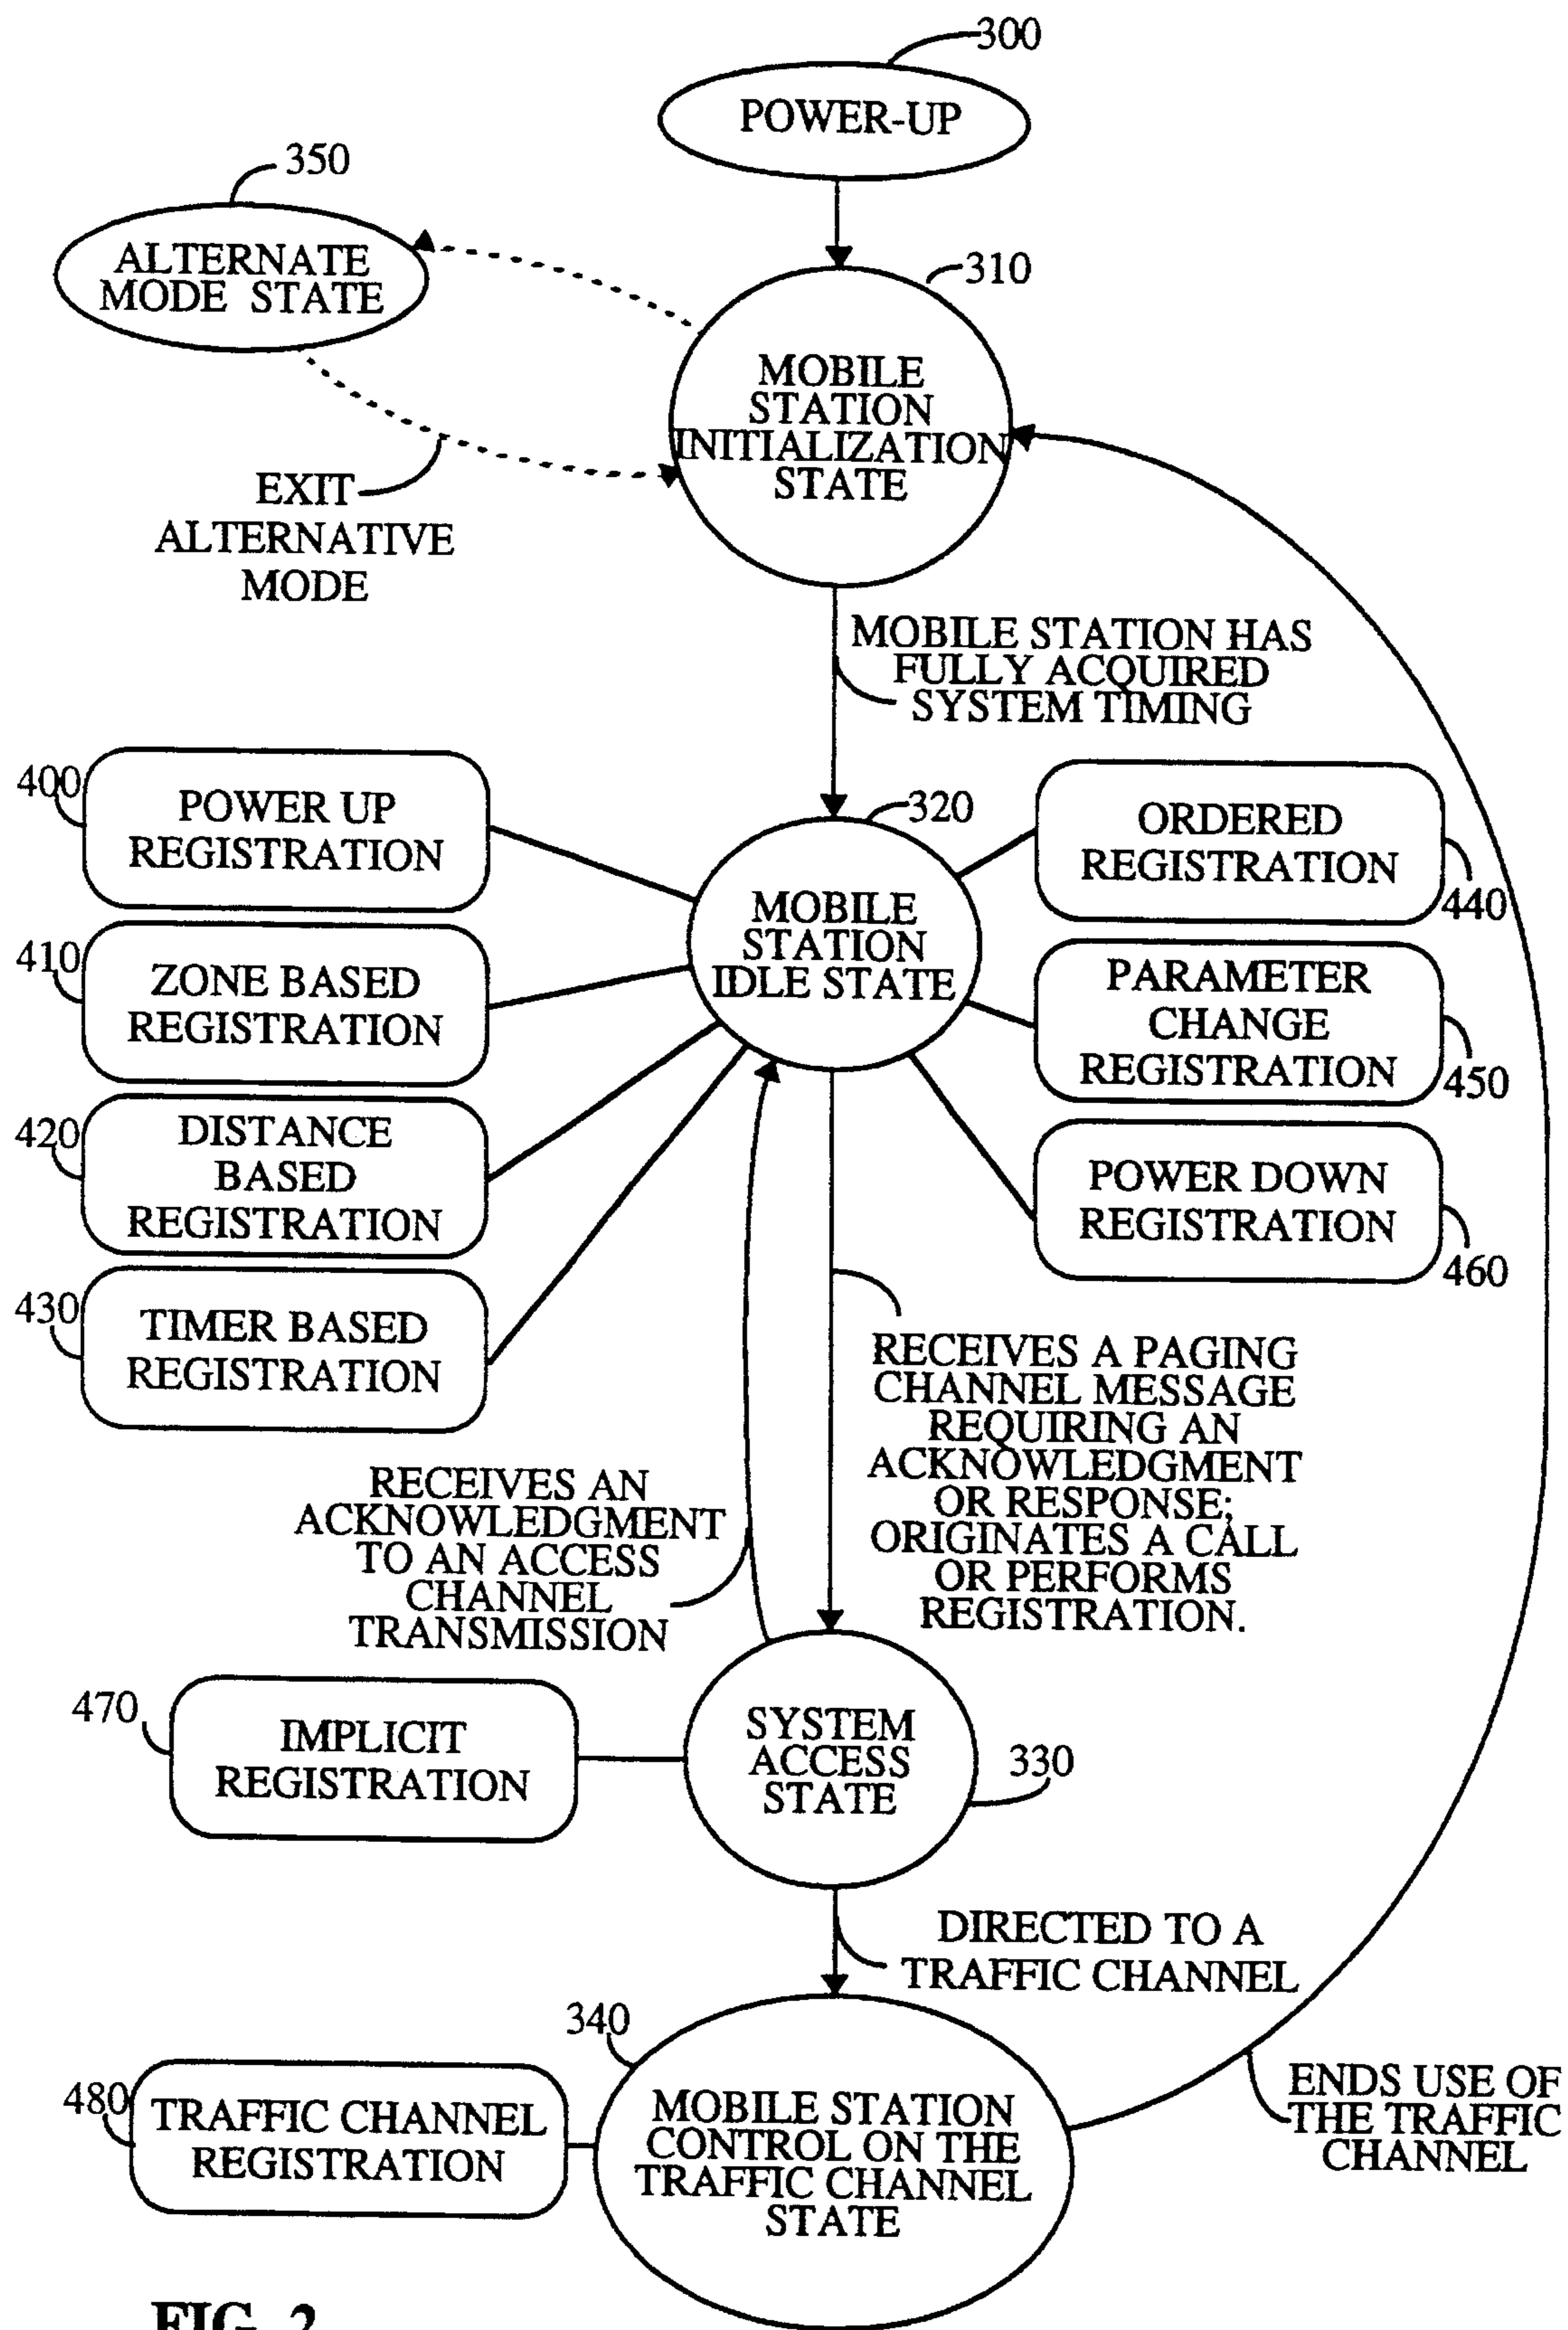 300
POWER-UP
350
ALTERNATE
MODE STATE
310
MOBILE
STATION
INITIALIZATION
STATE
EXIT
ALTERNATIVE
MODE
MOBILE STATION HAS
FULLY ACQUIRED
SYSTEM TIMING
400
POWER UP
REGISTRATION
320
ORDERED
REGISTRATION
440
MOBILE
STATION
IDLE STATE
410
ZONE BASED
REGISTRATION
PARAMETER
CHANGE
REGISTRATION
450
420
DISTANCE
BASED
REGISTRATION
POWER DOWN
REGISTRATION
460
430
TIMER BASED
REGISTRATION
RECEIVES A PAGING
CHANNEL MESSAGE
REQUIRING AN
ACKNOWLEDGMENT
OR RESPONSE;
ORIGINATES A CALL
OR PERFORMS
REGISTRATION.
RECEIVES AN
ACKNOWLEDGMENT
TO AN ACCESS
CHANNEL
TRANSMISSION
470
IMPLICIT
REGISTRATION
SYSTEM
ACCESS
STATE
330
DIRECTED TO A
TRAFFIC CHANNEL
340
480
TRAFFIC CHANNEL
REGISTRATION
MOBILE STATION
CONTROL ON THE
TRAFFIC CHANNEL
STATE
ENDS USE OF
THE TRAFFIC
CHANNEL
FIG. 2